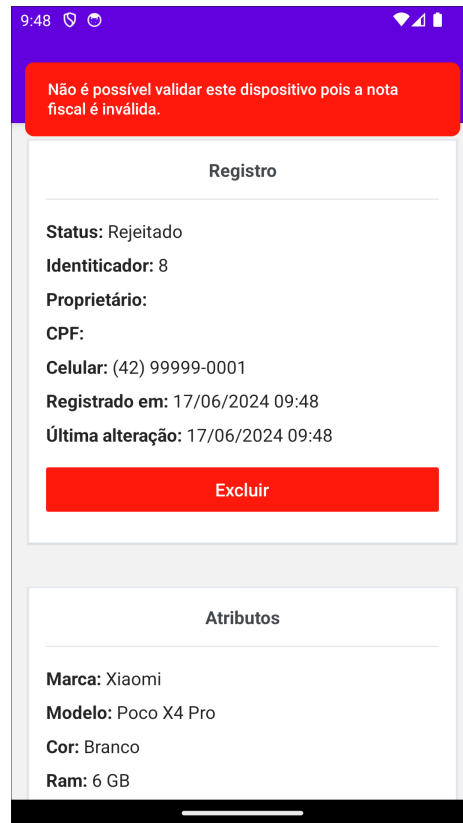 9:48
Não é possível validar este dispositivo pois a nota
fiscal é inválida.
Registro
Status: Rejeitado
Identiticador: 8
Proprietário:
CPF:
Celular: (42) 99999-0001
Registrado em: 17/06/2024 09:48
Última alteração: 17/06/2024 09:48
Excluir
Atributos
Marca: Xiaomi
Modelo: Poco X4 Pro
Cor: Branco
Ram: 6 GB